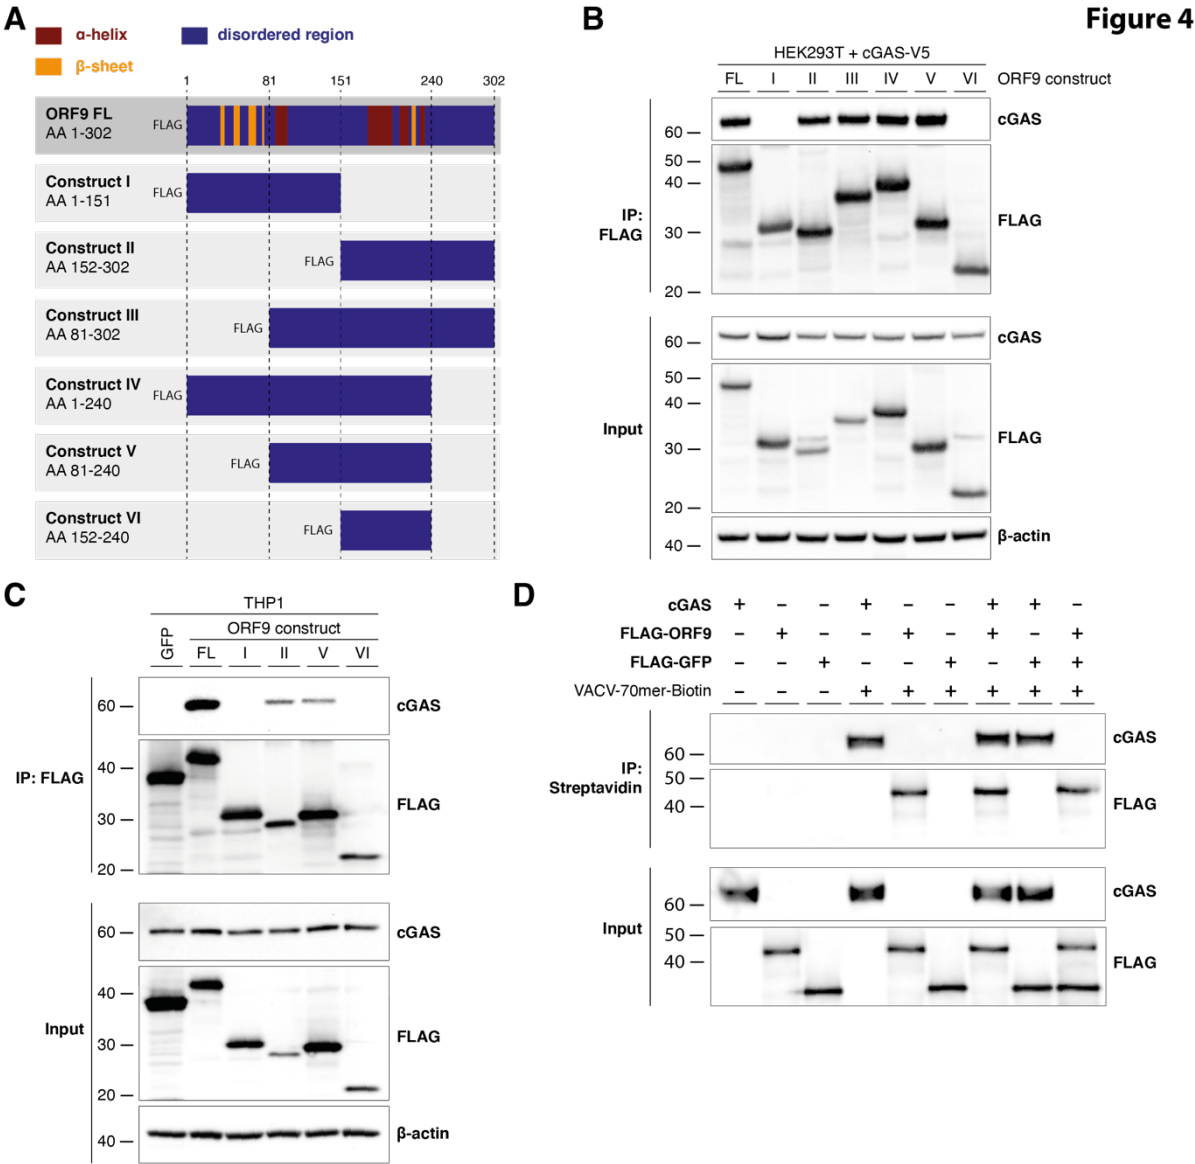 Figure 4
A
α-helix
disordered region
β-sheet
1 81 151 240 302
ORF9 FL
AA 1-302
FLAG
Construct I
AA 1-151
FLAG
Construct II
AA 152-302
FLAG
Construct III
AA 81-302
FLAG
Construct IV
AA 1-240
FLAG
Construct V
AA 81-240
FLAG
Construct VI
AA 152-240
FLAG
B
HEK293T + cGAS-V5
FL I II III IV V VI ORF9 construct
60 cGAS
50
40
IP:
FLAG
FLAG
30
20
60 cGAS
50
40
Input
FLAG
30
20
40 β-actin
C
THP1
GFP
ORF9 construct
FL I II V VI
60 cGAS
40
IP: FLAG
FLAG
30
20
60 cGAS
40
Input
FLAG
30
20
40 β-actin
D
cGAS + – – + – – + + –
FLAG-ORF9 – + – – + – + – +
FLAG-GFP – – + – – + – + +
VACV-70mer-Biotin – – – + + + + + +
cGAS
60
IP:
Streptavidin
50
40 FLAG
cGAS
60
Input
50
40 FLAG